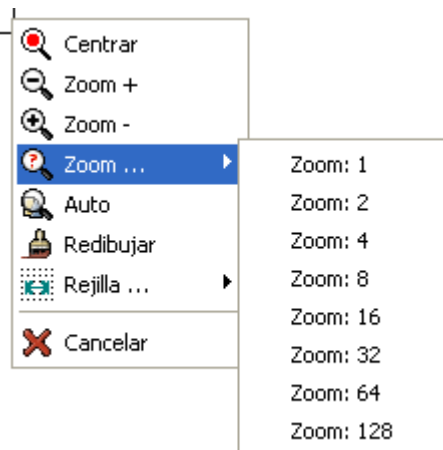 Centrar
Zoom +
Zoom -
Zoom ...
Auto
Redibujar
Rejilla ...
Cancelar
Zoom: 1
Zoom: 2
Zoom: 4
Zoom: 8
Zoom: 16
Zoom: 32
Zoom: 64
Zoom: 128